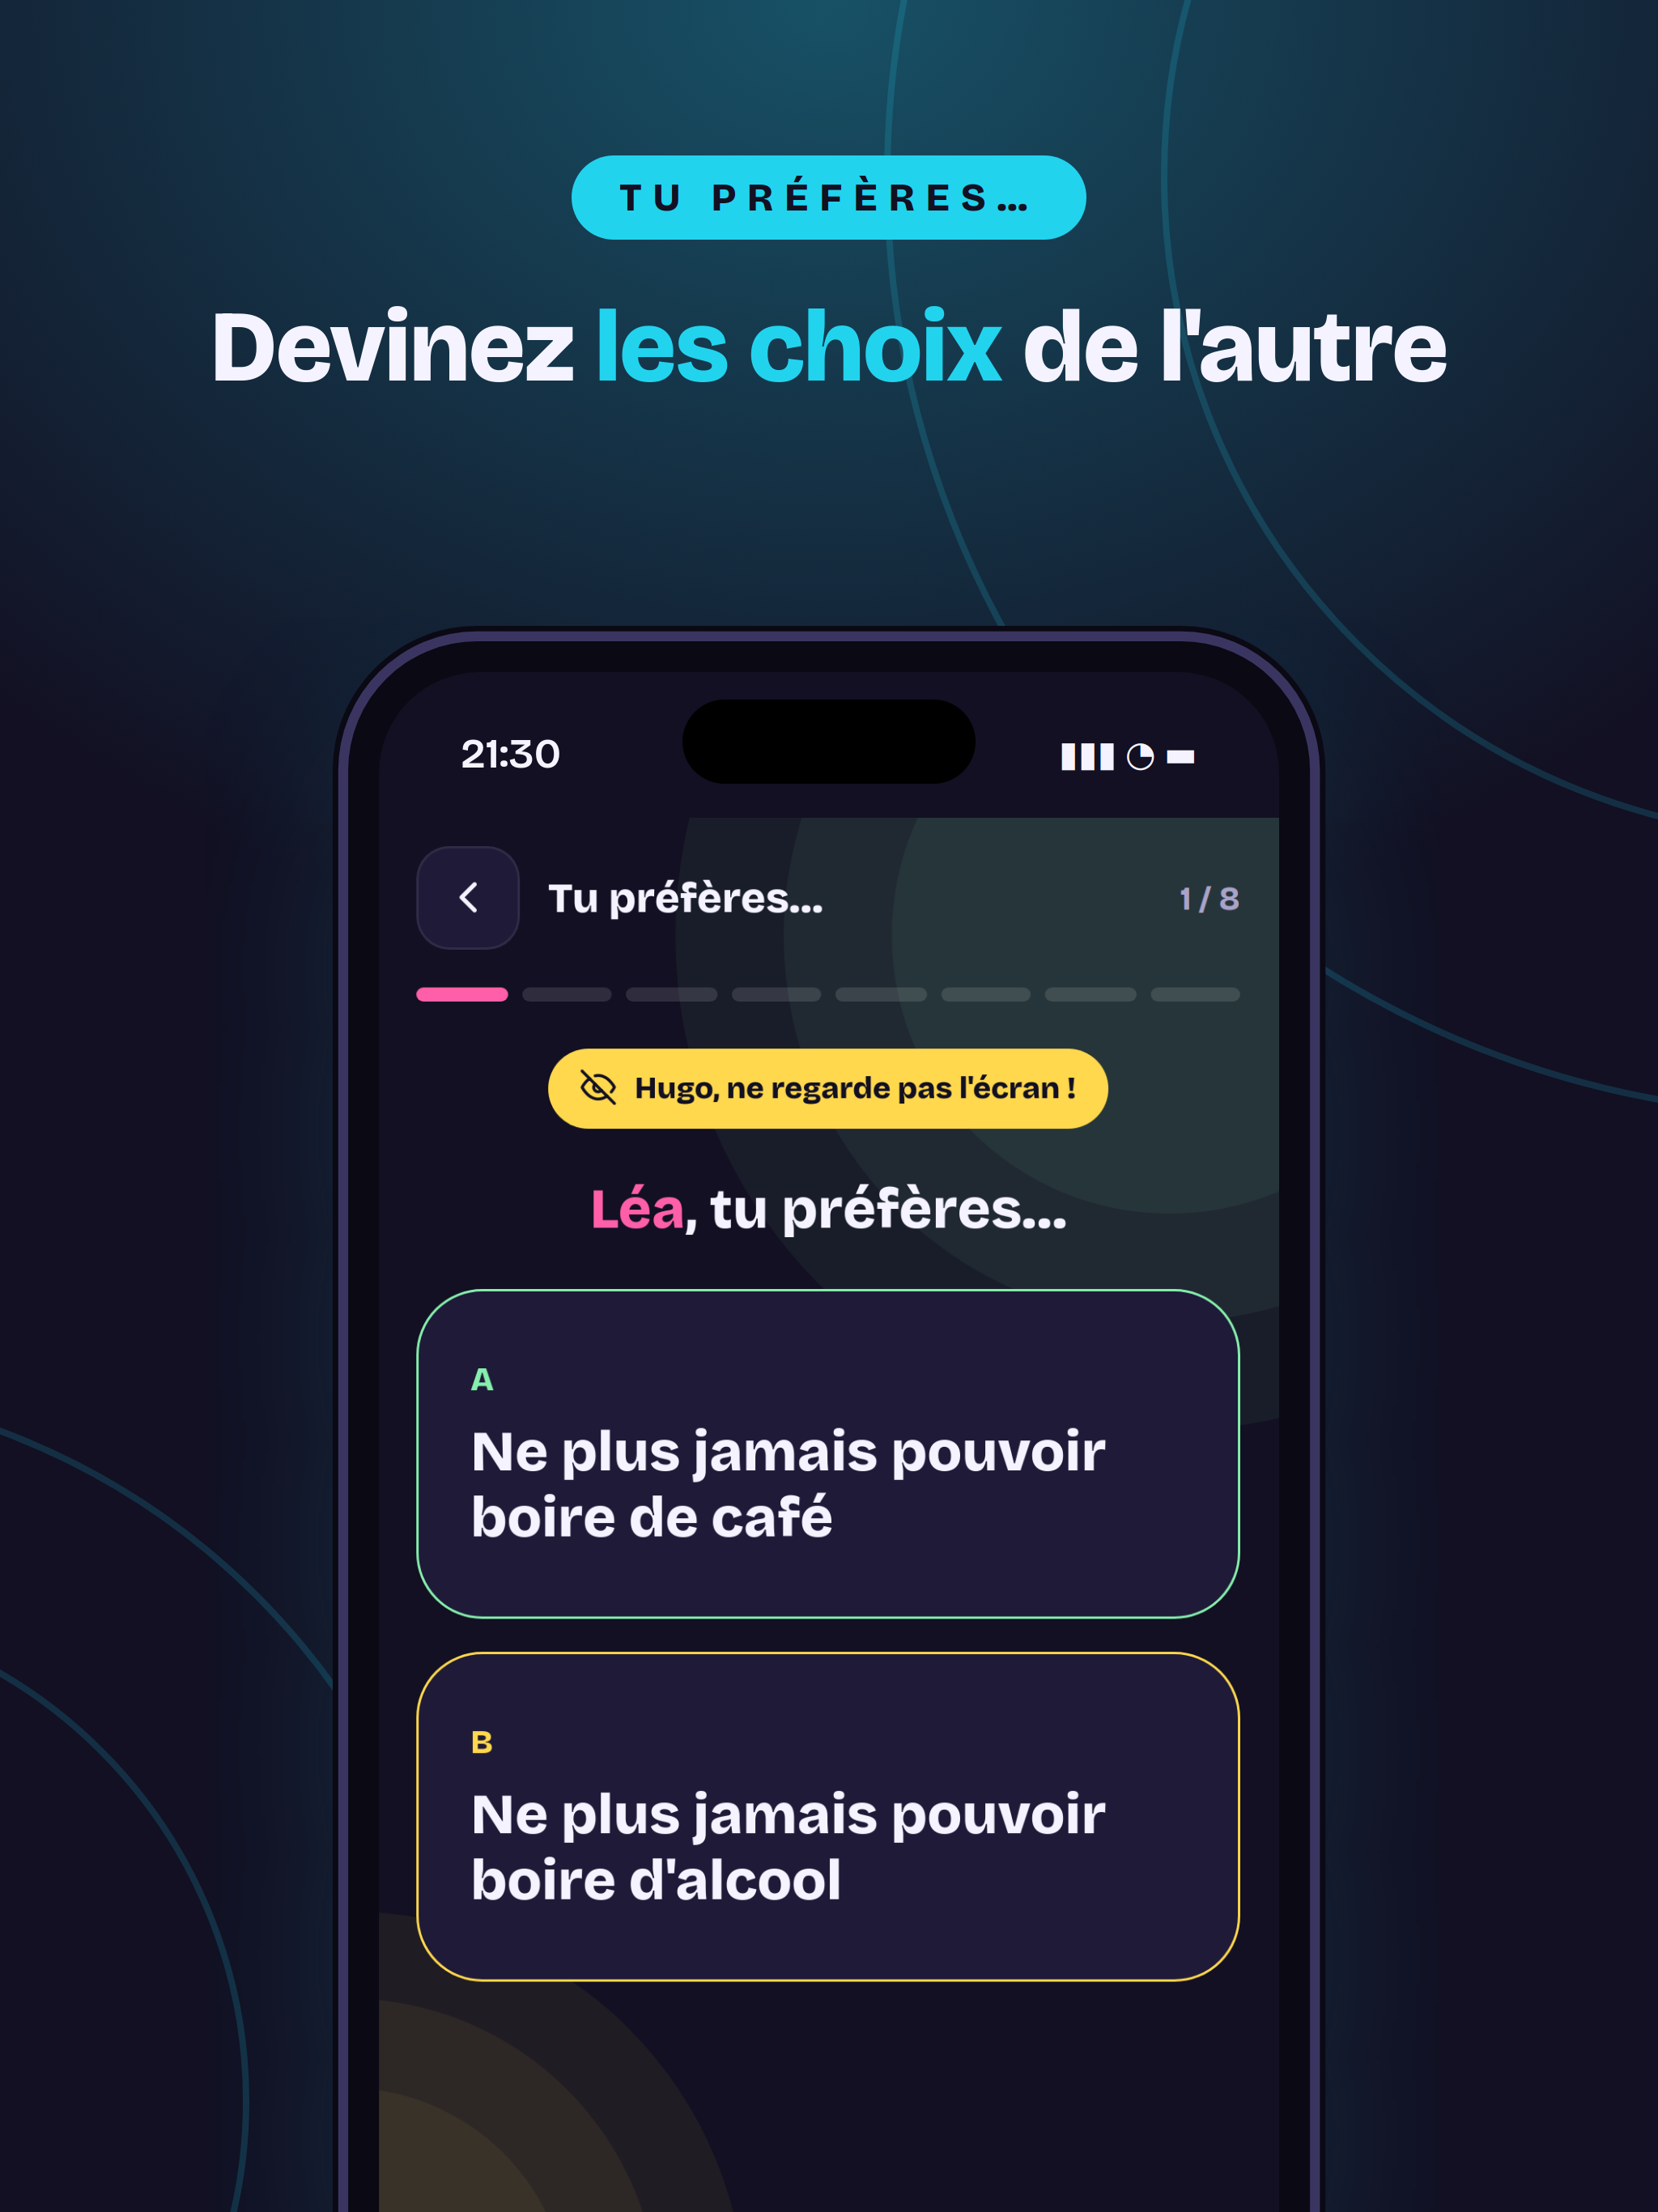 TU PRÉFÈRES…
Devinez les choix de l'autre
21:30
Tu préfères...
1 / 8
Hugo, ne regarde pas l'écran !
Léa, tu préfères...
A
Ne plus jamais pouvoir
boire de café
B
Ne plus jamais pouvoir
boire d'alcool